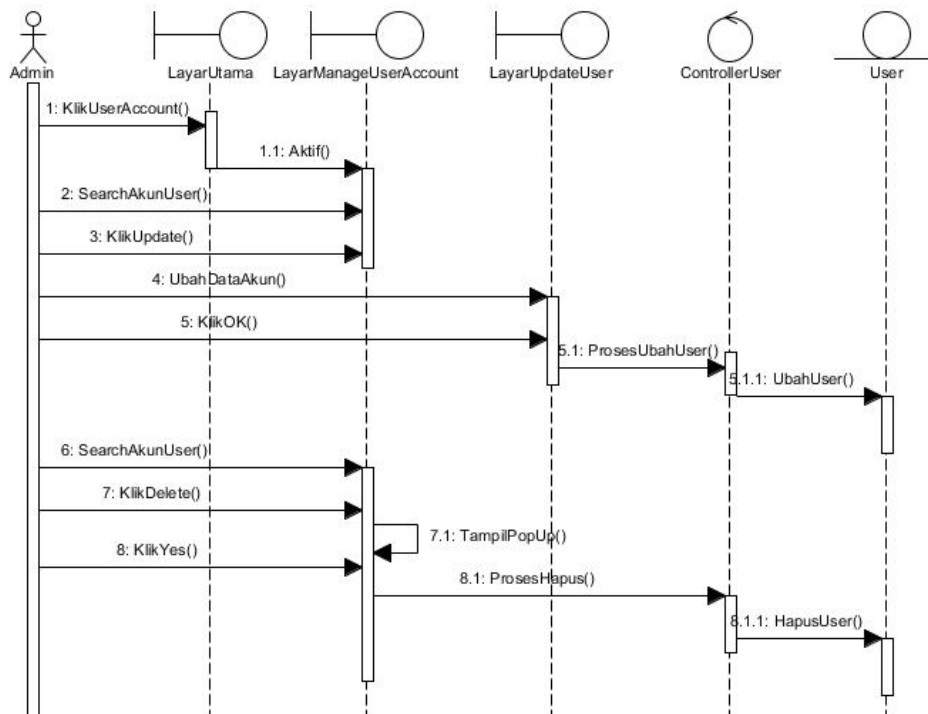 Admin
LayarUtama
LayarManageUserAccount
LayarUpdateUser
ControllerUser
User
1: KlikUserAccount()
1.1: Aktif()
2: SearchAkunUser()
3: KlikUpdate()
4: UbahDataAkun()
5: KlikOK()
5.1: ProsesUbahUser()
5.1.1: UbahUser()
6: SearchAkunUser()
7: KlikDelete()
7.1: TampilPopUp()
8: KlikYes()
8.1: ProsesHapus()
8.1.1: HapusUser()